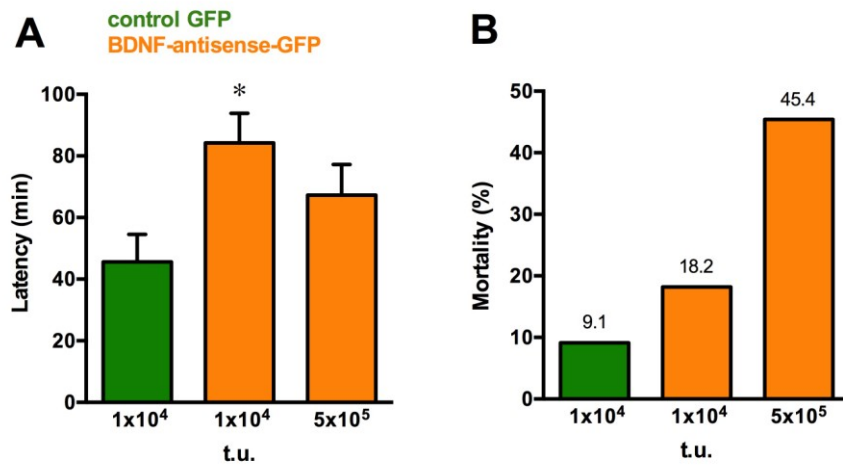 A
control GFP
BDNF-antisense-GFP
Latency (min)
100
80
60
40
20
0
*
1x10⁴
1x10⁴
5x10⁵
t.u.
B
Mortality (%)
50
40
30
20
10
0
9.1
18.2
45.4
1x10⁴
1x10⁴
5x10⁵
t.u.